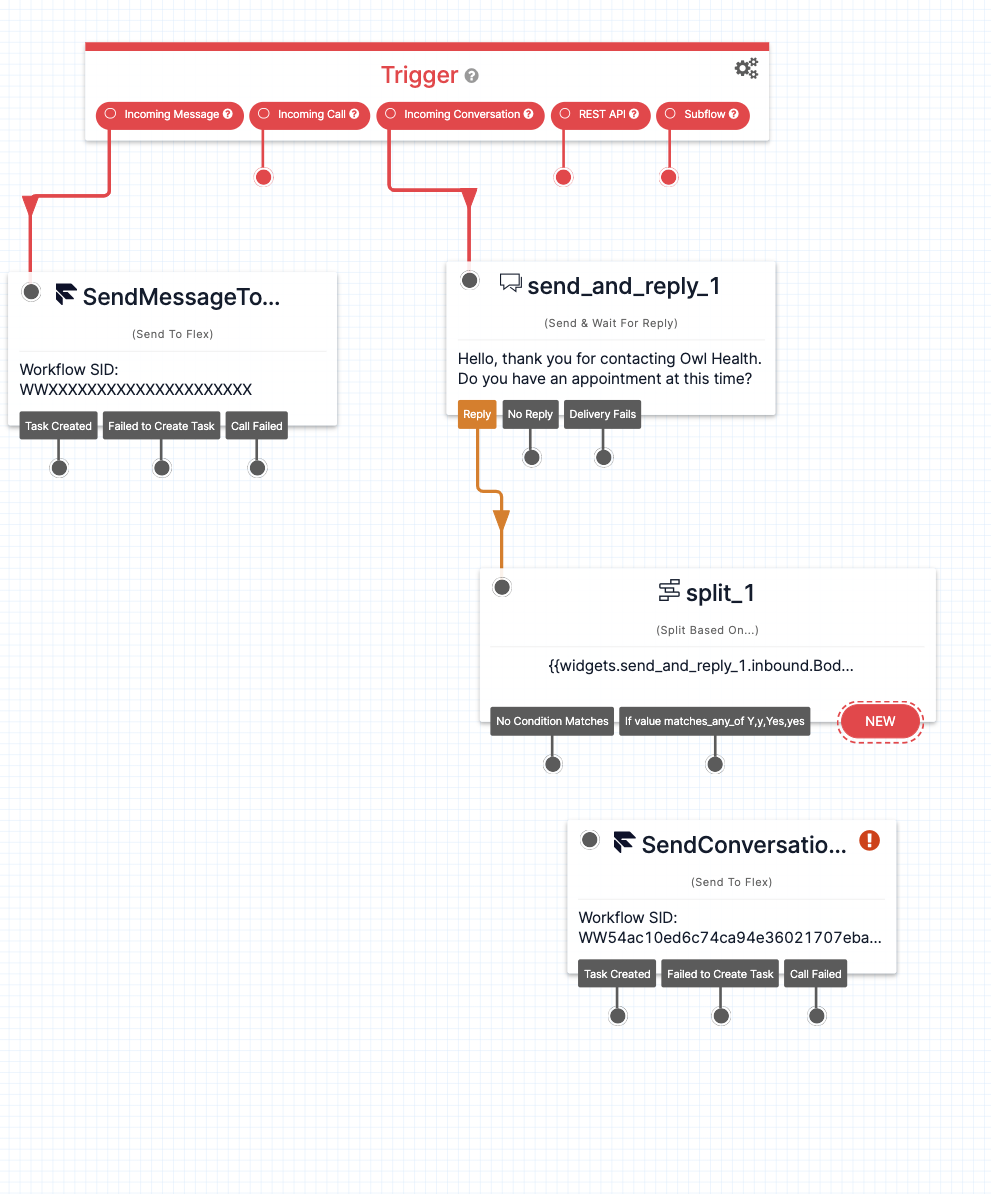 Trigger ?
Incoming Message ? Incoming Call ? Incoming Conversation ? REST API ? Subflow ?
SendMessageTo...
(Send To Flex)
Workflow SID:
WWXXXXXXXXXXXXXXXXXXXXX
Task Created Failed to Create Task Call Failed
send_and_reply_1
(Send & Wait For Reply)
Hello, thank you for contacting Owl Health.
Do you have an appointment at this time?
Reply No Reply Delivery Fails
split_1
(Split Based On...)
{{widgets.send_and_reply_1.inbound.Bod...
No Condition Matches If value matches_any_of Y,y,Yes,yes NEW
SendConversatio... !
(Send To Flex)
Workflow SID:
WW54ac10ed6c74ca94e36021707eba...
Task Created Failed to Create Task Call Failed